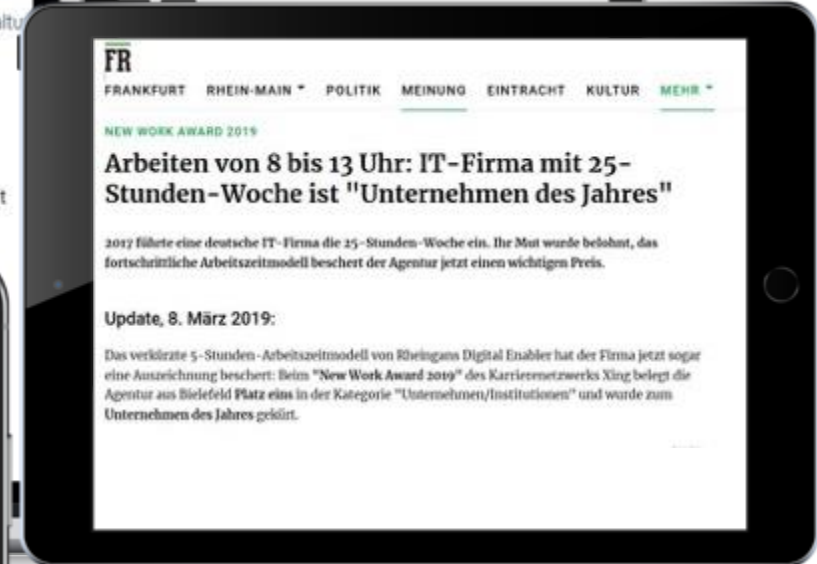 FR
FRANKFURT RHEIN-MAIN POLITIK MEINUNG EINTRACHT KULTUR MEHR
NEW WORK AWARD 2019
Arbeiten von 8 bis 13 Uhr: IT-Firma mit 25-
Stunden-Woche ist "Unternehmen des Jahres"
2017 führte eine deutsche IT-Firma die 25-Stunden-Woche ein. Ihr Mut wurde belohnt, das
fortschrittliche Arbeitszeitmodell beschert der Agentur jetzt einen wichtigen Preis.
Update, 8. März 2019:
Das verkürzte 5-Stunden-Arbeitszeitmodell von Rheingans Digital Enabler hat der Firma jetzt sogar
eine Auszeichnung beschert: Beim "New Work Award 2019" des Karrierenetzwerks Xing belegt die
Agentur aus Bielefeld Platz eins in der Kategorie "Unternehmen/Institutionen" und wurde zum
Unternehmen des Jahres gekürt.